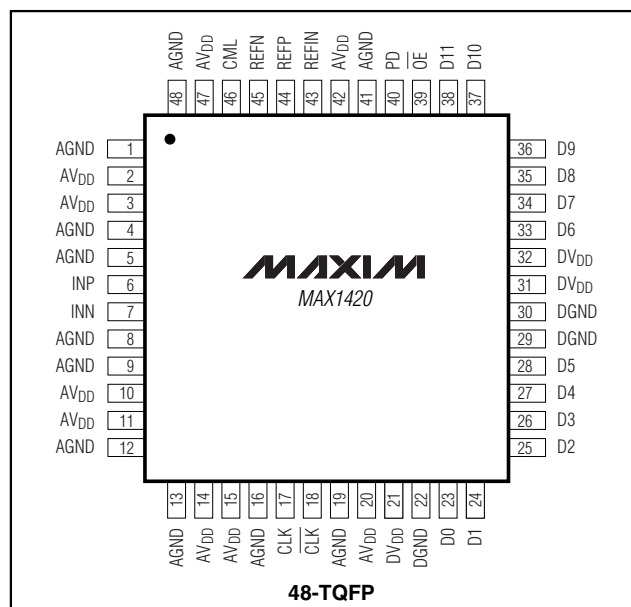 AGND AVDD CML REFN REFP REFIN AVDD AGND PD OE D11 D10
48 47 46 45 44 43 42 41 40 39 38 37
AGND 1 36 D9
AVDD 2 35 D8
AVDD 3 34 D7
AGND 4 33 D6
AGND 5 32 DVDD
INP 6 31 DVDD
INN 7 30 DGND
AGND 8 29 DGND
AGND 9 28 D5
AVDD 10 27 D4
AVDD 11 26 D3
AGND 12 25 D2
MAXIM
MAX1420
13 14 15 16 17 18 19 20 21 22 23 24
AGND AVDD AVDD AGND CLK CLK AGND AVDD DVDD DGND D0 D1
48-TQFP